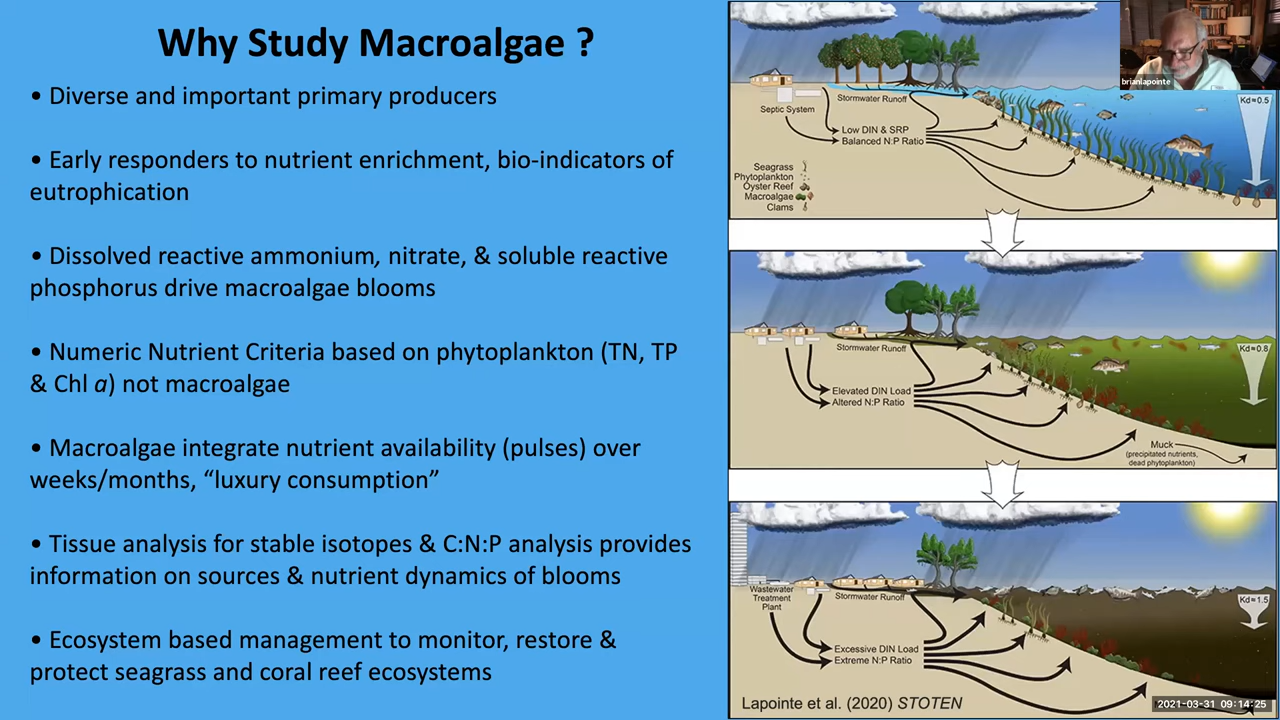 Why Study Macroalgae ?
• Diverse and important primary producers
• Early responders to nutrient enrichment, bio-indicators of
eutrophication
• Dissolved reactive ammonium, nitrate, & soluble reactive
phosphorus drive macroalgae blooms
• Numeric Nutrient Criteria based on phytoplankton (TN, TP
& Chl a) not macroalgae
• Macroalgae integrate nutrient availability (pulses) over
weeks/months, “luxury consumption”
• Tissue analysis for stable isotopes & C:N:P analysis provides
information on sources & nutrient dynamics of blooms
• Ecosystem based management to monitor, restore &
protect seagrass and coral reef ecosystems
brianlapointe
Kd=0.5
Septic System
Stormwater Runoff
Low DIN & SRP
Balanced N:P Ratio
Seagrass
Phytoplankton
Oyster Reef
Macroalgae
Clams
Kd=0.8
Stormwater Runoff
Elevated DIN Load
Altered N:P Ratio
Muck
(precipitated nutrients,
dead phytoplankton)
Kd=1.5
Wastewater
Treatment
Plant
Stormwater Runoff
Excessive DIN Load
Extreme N:P Ratio
Lapointe et al. (2020) STOTEN
2021-03-31 09:14:25